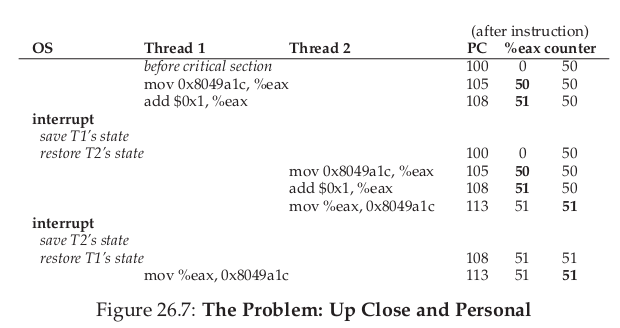 (after instruction)
OS Thread 1 Thread 2 PC %eax counter
before critical section 100 0 50
mov 0x8049a1c, %eax 105 50 50
add $0x1, %eax 108 51 50
interrupt
save T1's state
restore T2's state 100 0 50
mov 0x8049a1c, %eax 105 50 50
add $0x1, %eax 108 51 50
mov %eax, 0x8049a1c 113 51 51
interrupt
save T2's state
restore T1's state 108 51 51
mov %eax, 0x8049a1c 113 51 51
Figure 26.7: The Problem: Up Close and Personal